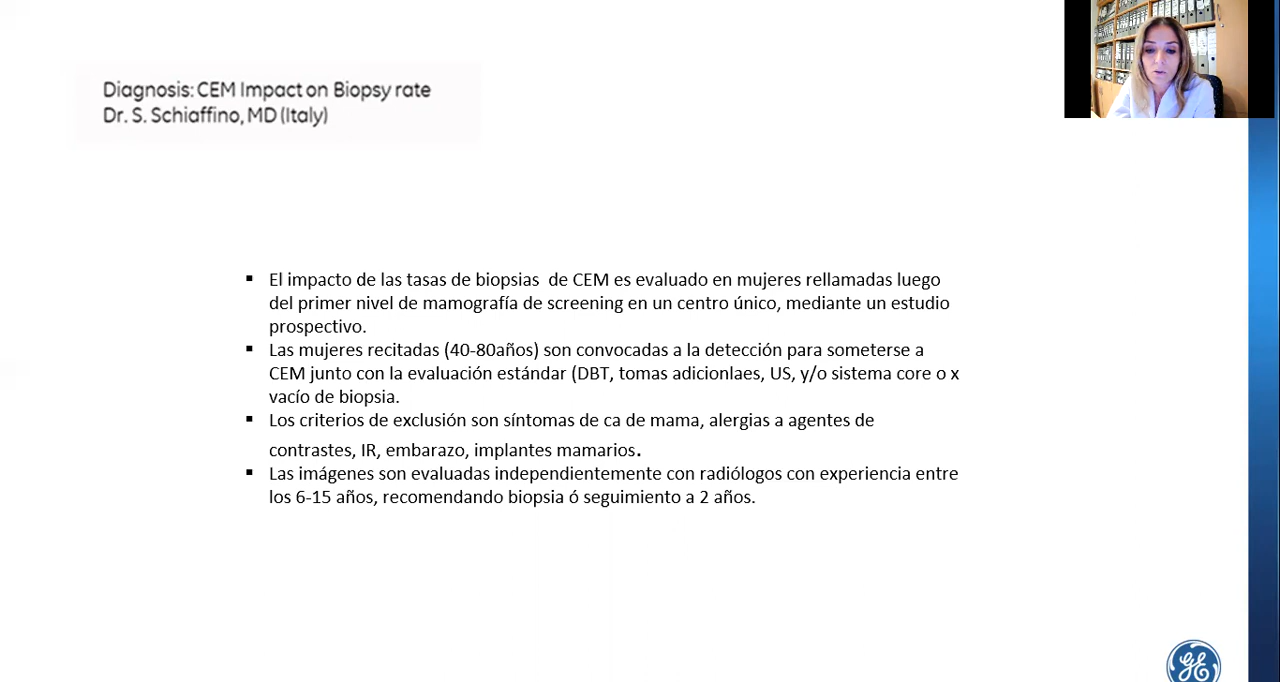 Diagnosis: CEM Impact on Biopsy rate
Dr. S. Schiaffino, MD (Italy)
▪ El impacto de las tasas de biopsias de CEM es evaluado en mujeres rellamadas luego
del primer nivel de mamografía de screening en un centro único, mediante un estudio
prospectivo.
▪ Las mujeres recitadas (40-80años) son convocadas a la detección para someterse a
CEM junto con la evaluación estándar (DBT, tomas adicionlaes, US, y/o sistema core o x
vacío de biopsia.
▪ Los criterios de exclusión son síntomas de ca de mama, alergias a agentes de
contrastes, IR, embarazo, implantes mamarios.
▪ Las imágenes son evaluadas independientemente con radiólogos con experiencia entre
los 6-15 años, recomendando biopsia ó seguimiento a 2 años.
GE